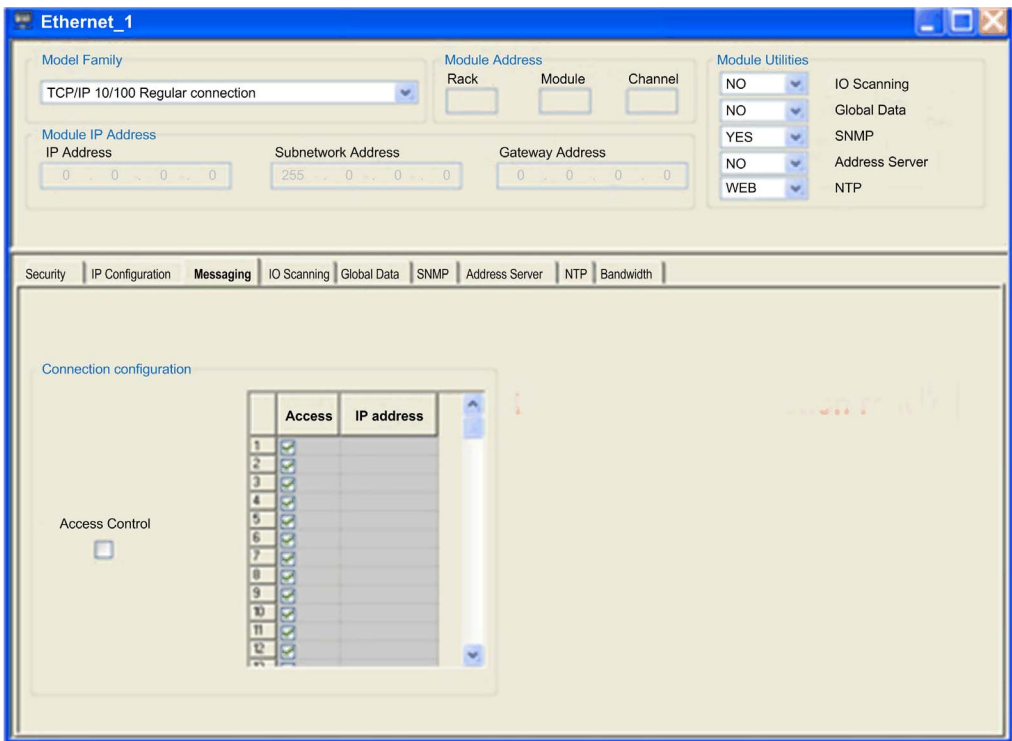 Ethernet_1
Model Family
TCP/IP 10/100 Regular connection
Module Address
Rack Module Channel
Module Utilities
NO IO Scanning
NO Global Data
YES SNMP
NO Address Server
WEB NTP
Module IP Address
IP Address Subnetwork Address Gateway Address
0 . 0 . 0 . 0 255 . 0 . 0 . 0 0 . 0 . 0 . 0
Security IP Configuration Messaging IO Scanning Global Data SNMP Address Server NTP Bandwidth
Connection configuration
Access IP address
1
2
3
4
5
6
7
8
9
10
11
12
Access Control